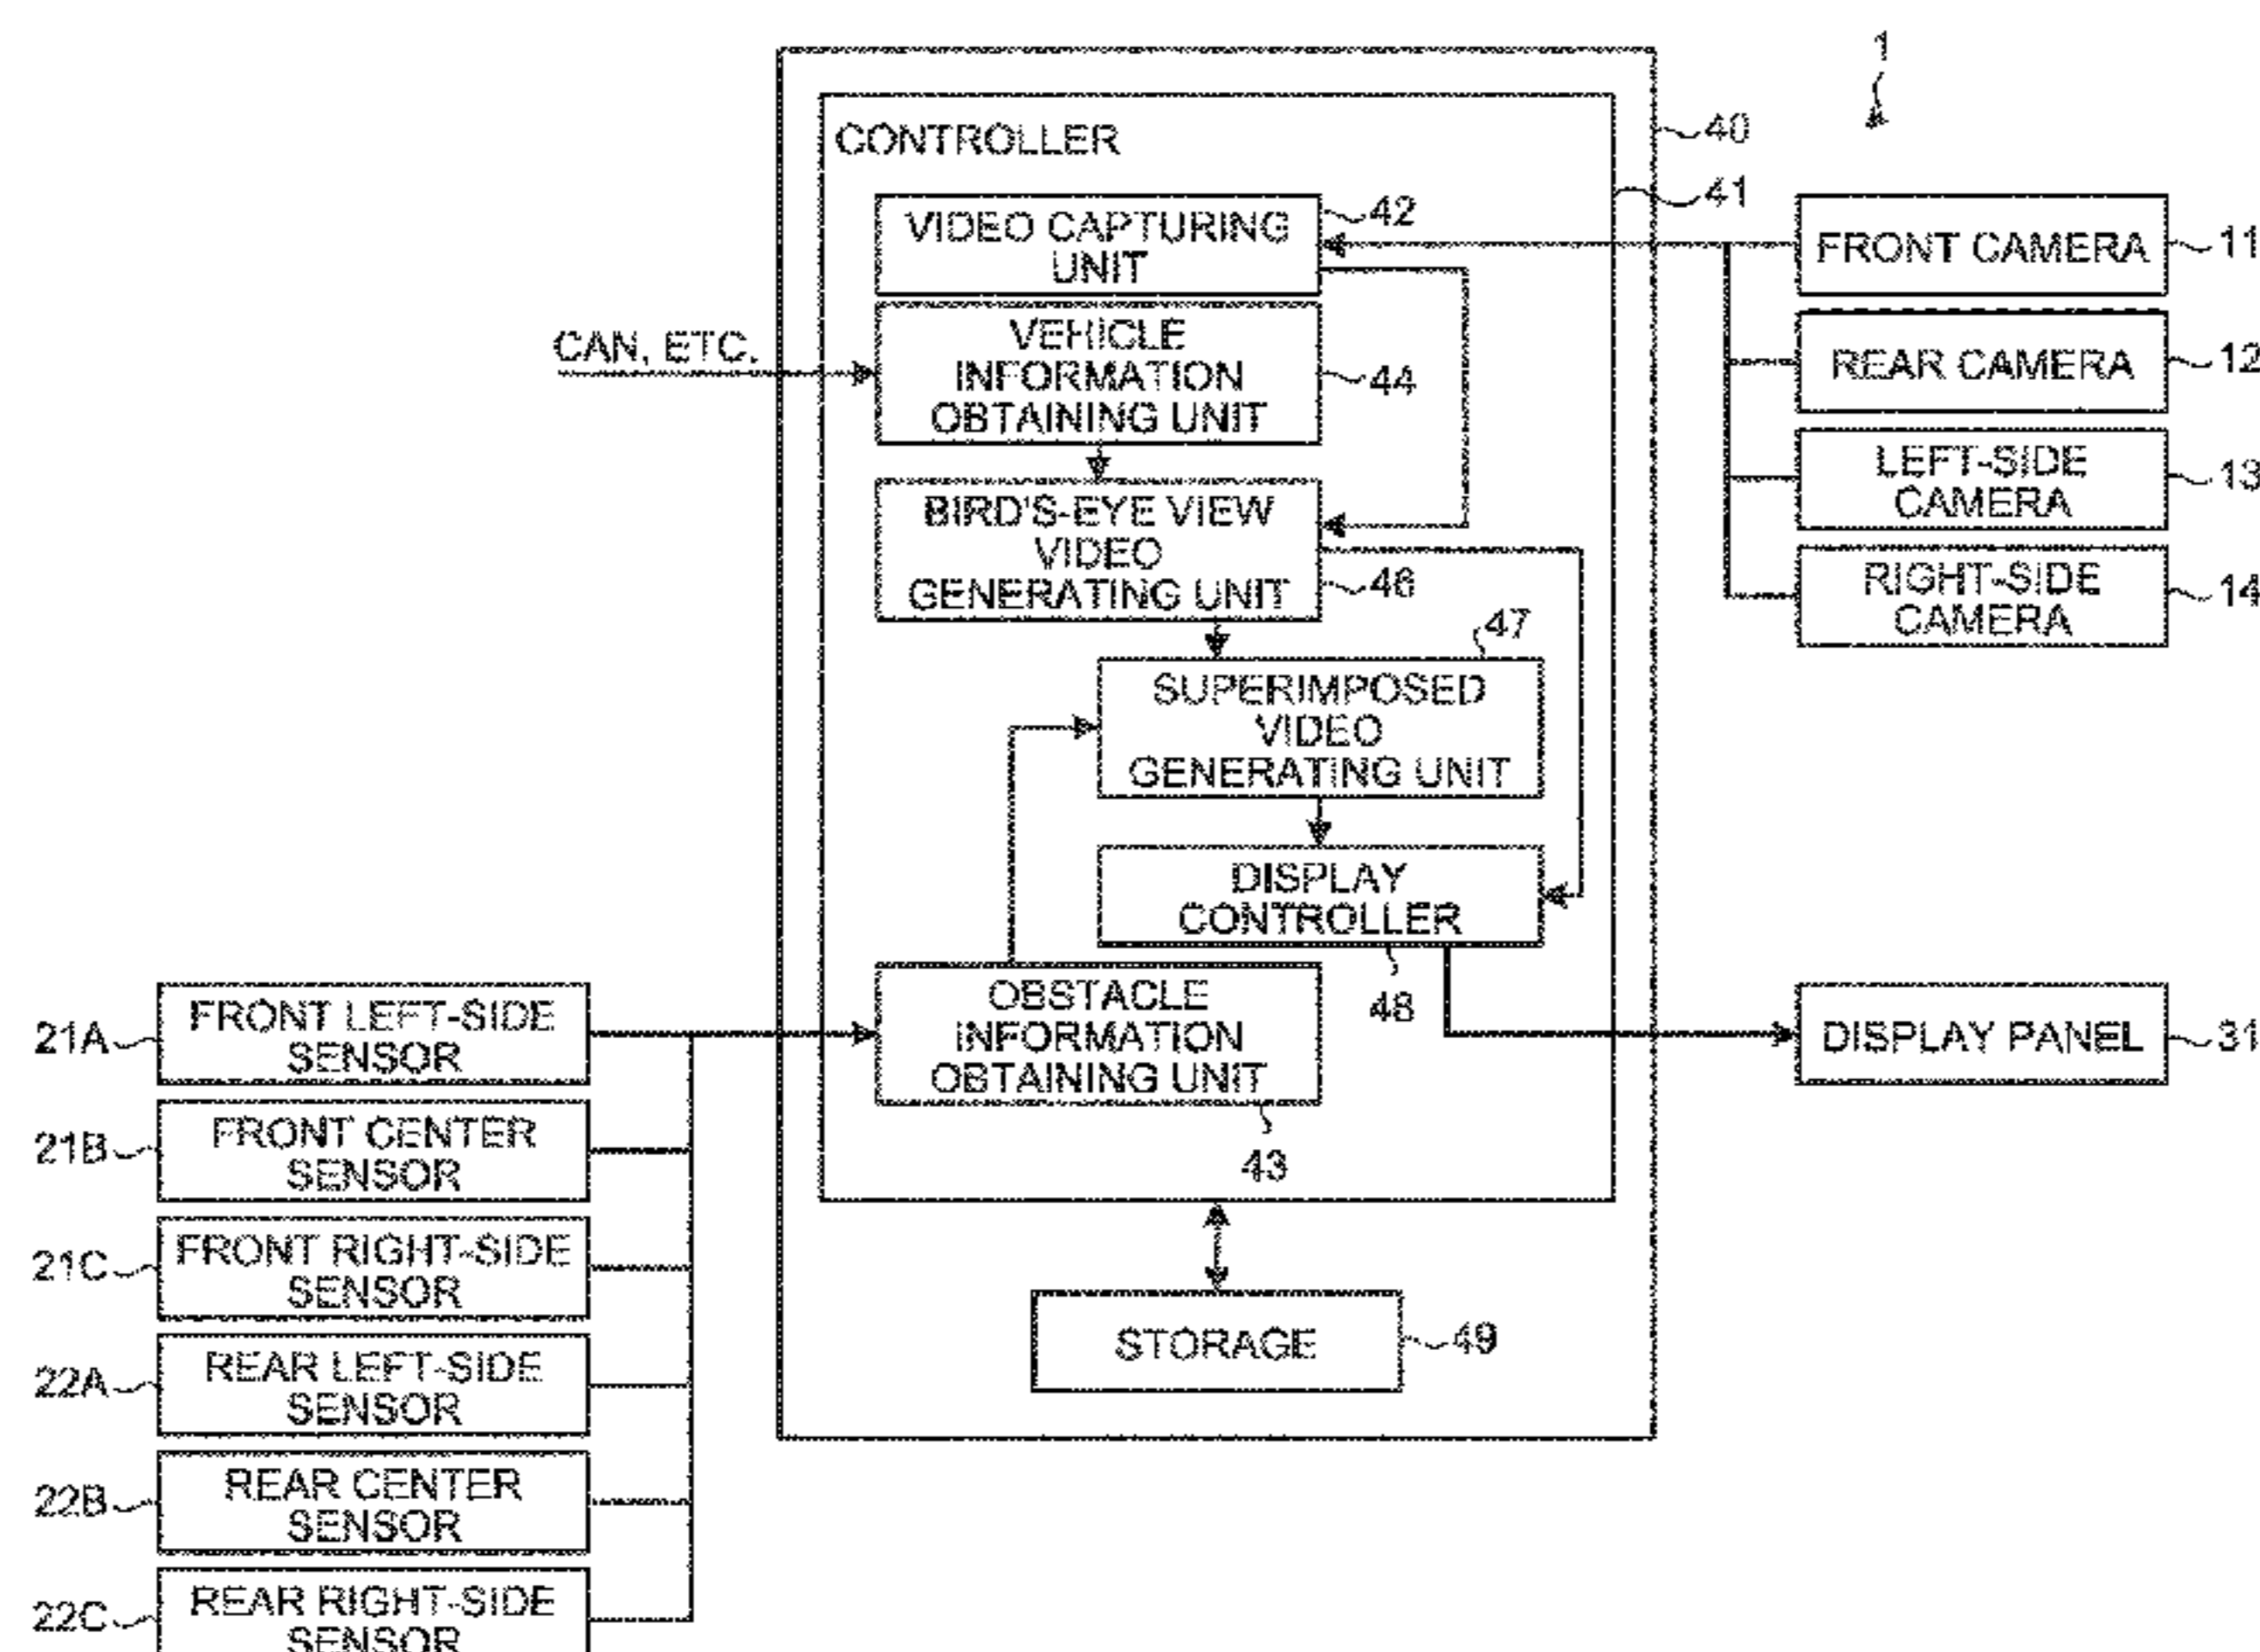 1
CONTROLLER
40
41
VIDEO CAPTURING
UNIT
42
FRONT CAMERA
11
CAN, ETC.
VEHICLE
INFORMATION
OBTAINING UNIT
44
REAR CAMERA
12
LEFT-SIDE
CAMERA
13
BIRD'S-EYE VIEW
VIDEO
GENERATING UNIT
46
RIGHT-SIDE
CAMERA
14
47
SUPERIMPOSED
VIDEO
GENERATING UNIT
DISPLAY
CONTROLLER
48
OBSTACLE
INFORMATION
OBTAINING UNIT
43
DISPLAY PANEL
31
21A
FRONT LEFT-SIDE
SENSOR
21B
FRONT CENTER
SENSOR
21C
FRONT RIGHT-SIDE
SENSOR
22A
REAR LEFT-SIDE
SENSOR
22B
REAR CENTER
SENSOR
22C
REAR RIGHT-SIDE
SENSOR
STORAGE
49